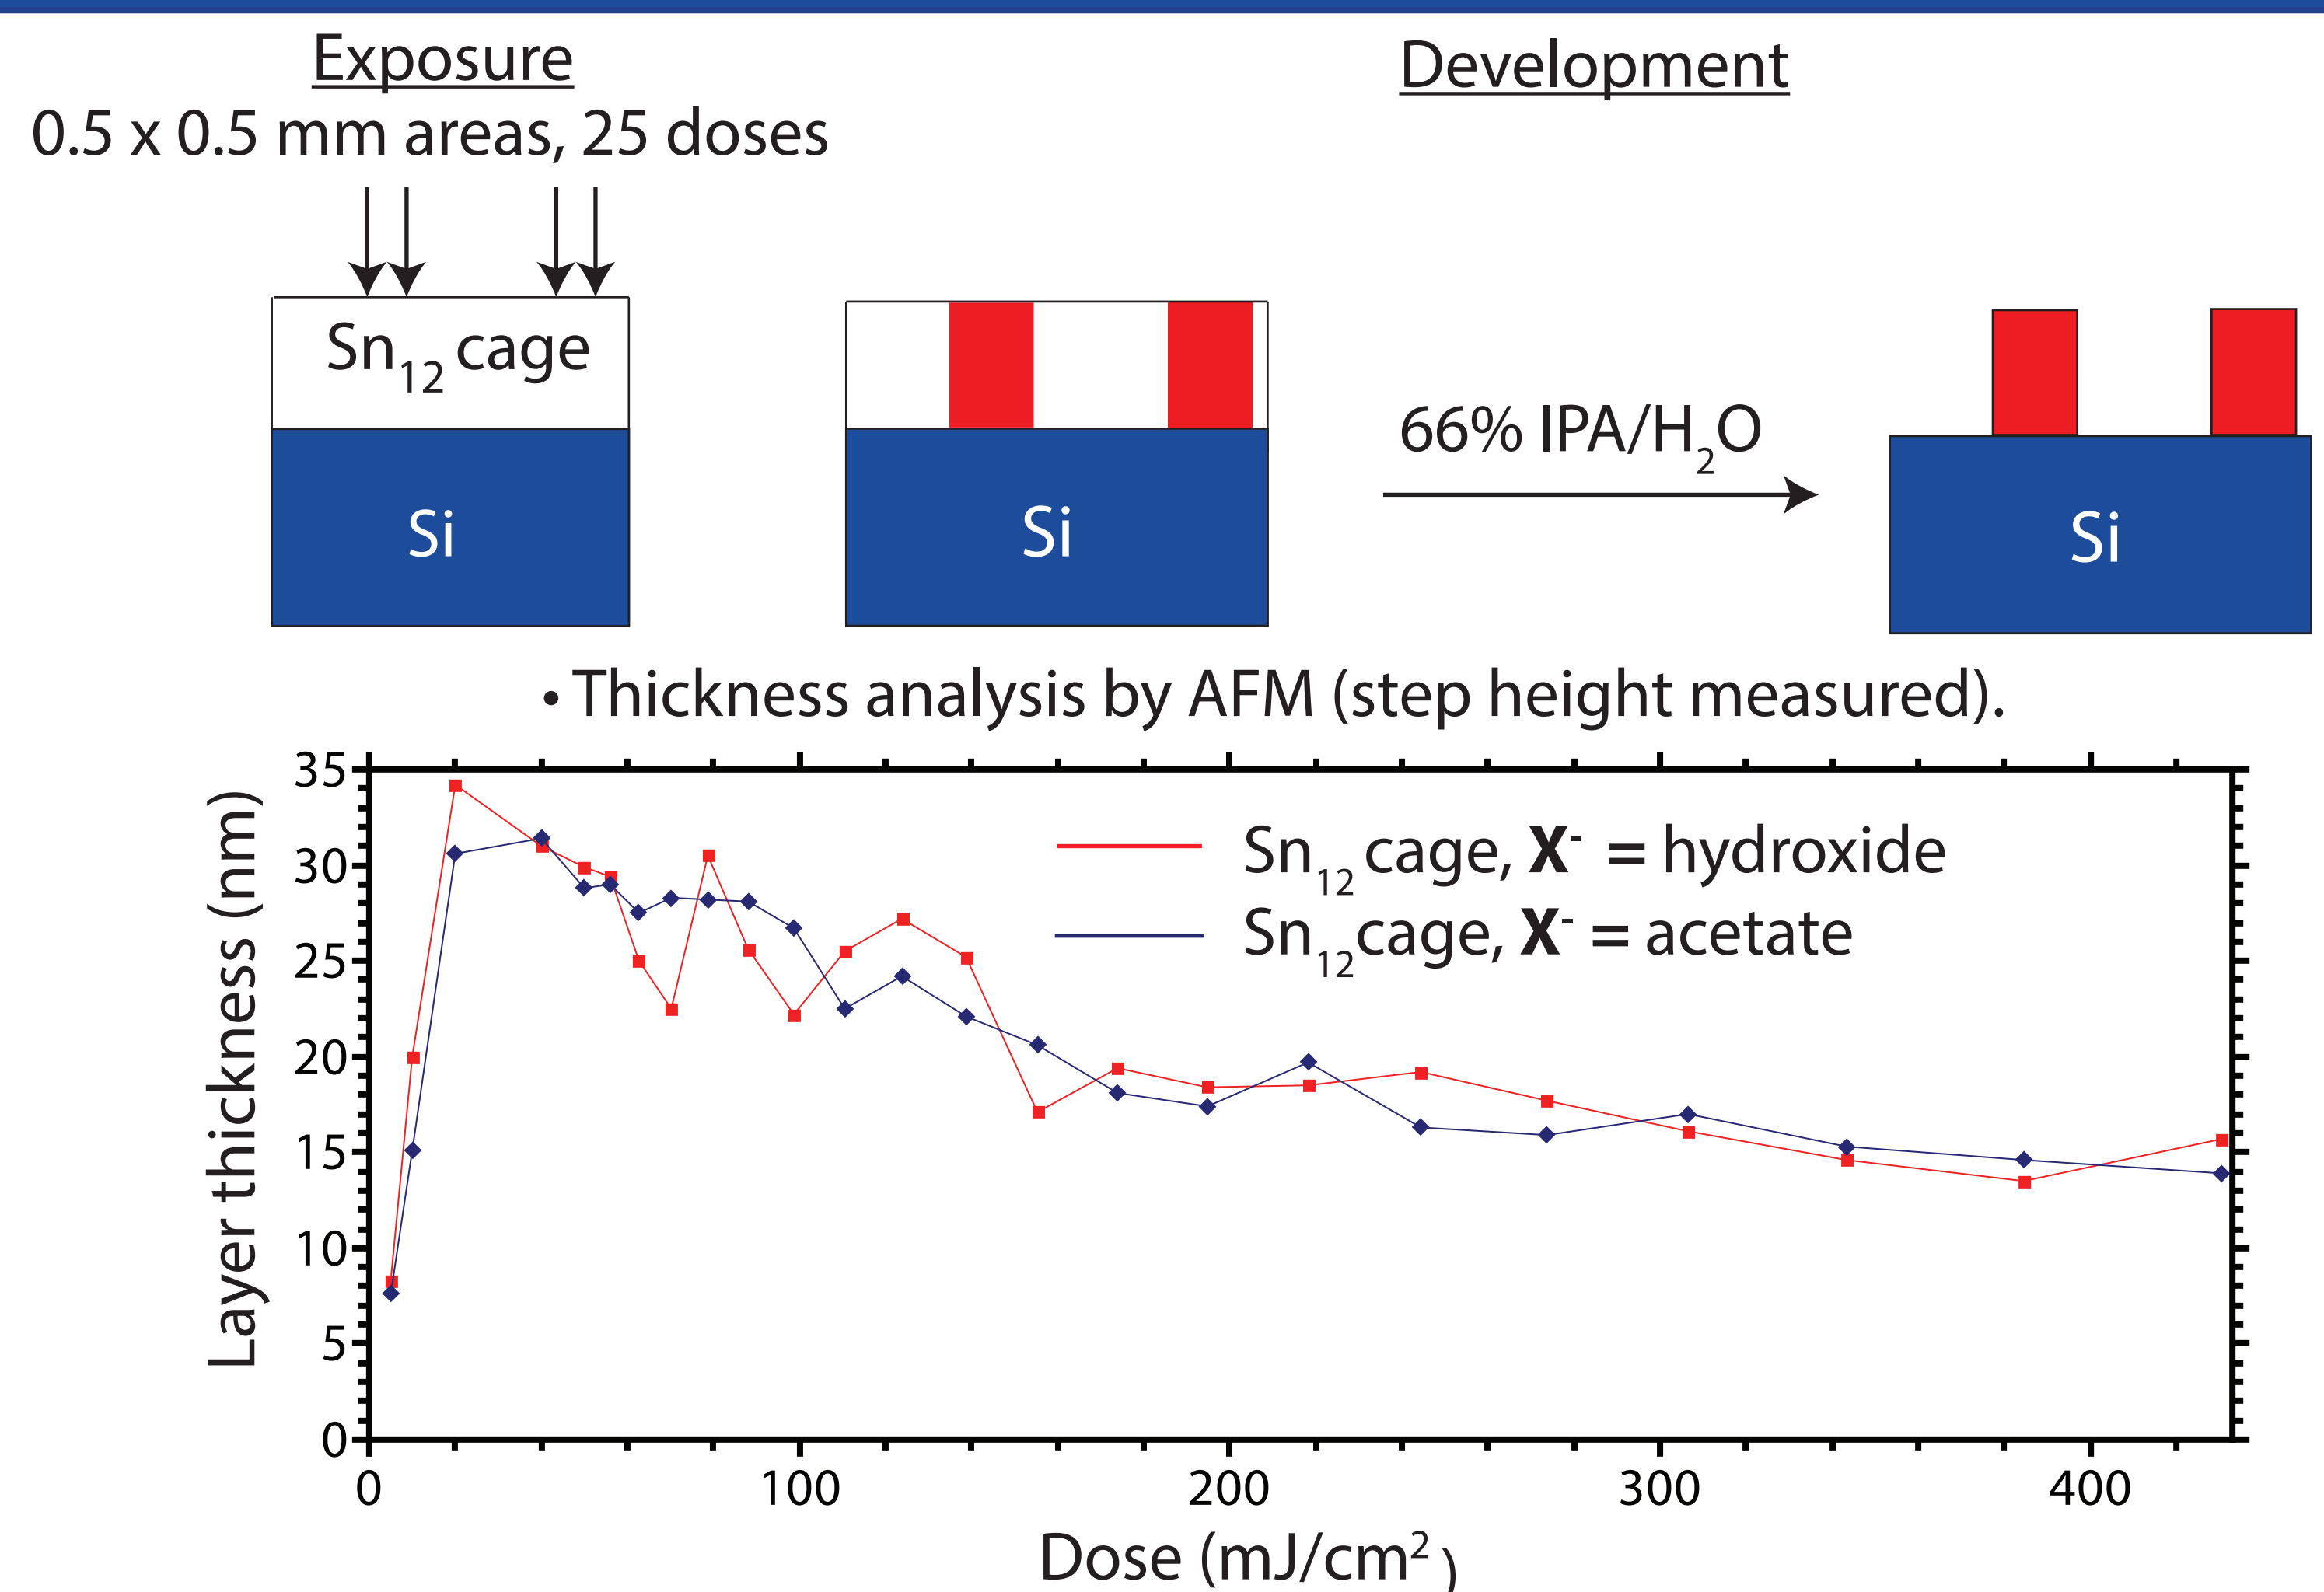 Exposure
0.5 x 0.5 mm areas, 25 doses
Development
Sn12 cage
Si
Si
66% IPA/H2O
Si
• Thickness analysis by AFM (step height measured).
Layer thickness (nm)
35
30
25
20
15
10
5
0
Sn12 cage, X- = hydroxide
Sn12 cage, X- = acetate
0 100 200 300 400
Dose (mJ/cm2)